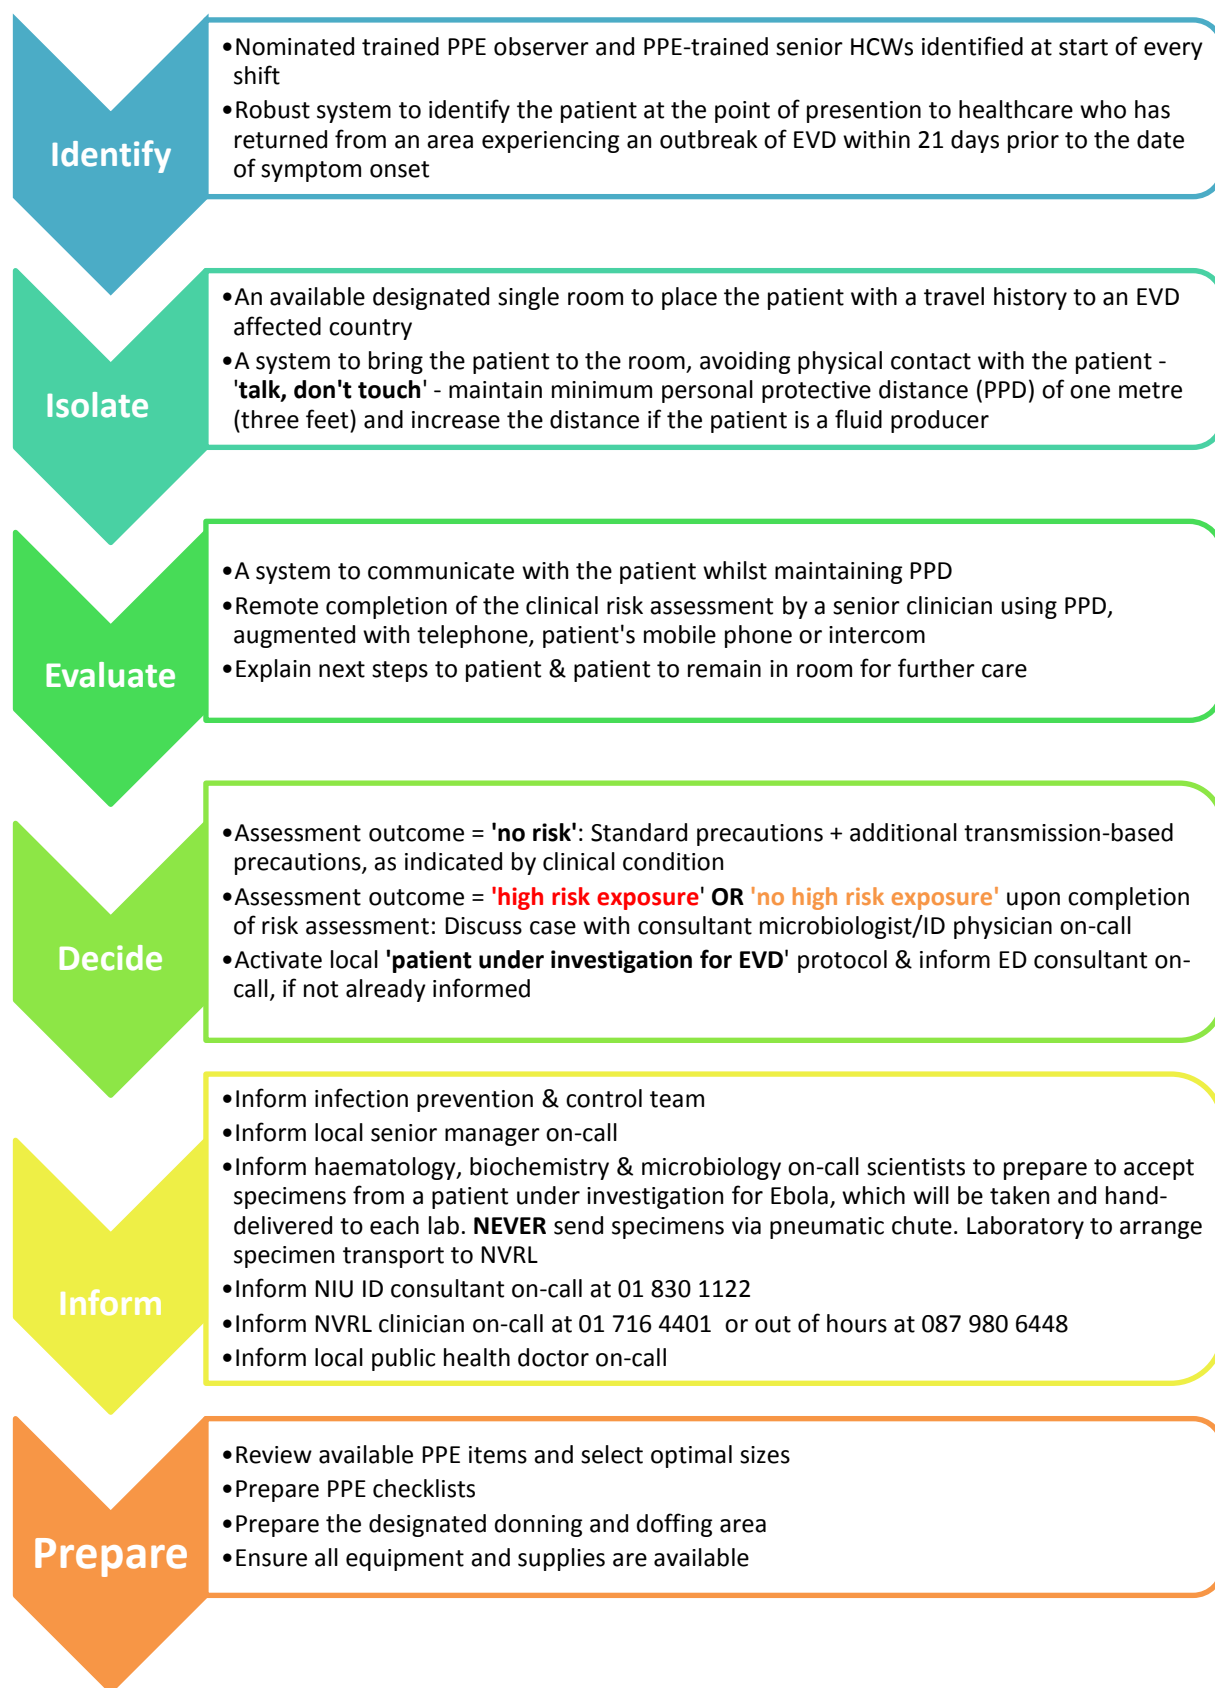 Identify
•Nominated trained PPE observer and PPE-trained senior HCWs identified at start of every
shift
•Robust system to identify the patient at the point of presention to healthcare who has
returned from an area experiencing an outbreak of EVD within 21 days prior to the date
of symptom onset
Isolate
•An available designated single room to place the patient with a travel history to an EVD
affected country
•A system to bring the patient to the room, avoiding physical contact with the patient -
'talk, don't touch' - maintain minimum personal protective distance (PPD) of one metre
(three feet) and increase the distance if the patient is a fluid producer
Evaluate
•A system to communicate with the patient whilst maintaining PPD
•Remote completion of the clinical risk assessment by a senior clinician using PPD,
augmented with telephone, patient's mobile phone or intercom
•Explain next steps to patient & patient to remain in room for further care
Decide
•Assessment outcome = 'no risk': Standard precautions + additional transmission-based
precautions, as indicated by clinical condition
•Assessment outcome = 'high risk exposure' OR 'no high risk exposure' upon completion
of risk assessment: Discuss case with consultant microbiologist/ID physician on-call
•Activate local 'patient under investigation for EVD' protocol & inform ED consultant on-
call, if not already informed
Inform
•Inform infection prevention & control team
•Inform local senior manager on-call
•Inform haematology, biochemistry & microbiology on-call scientists to prepare to accept
specimens from a patient under investigation for Ebola, which will be taken and hand-
delivered to each lab. NEVER send specimens via pneumatic chute. Laboratory to arrange
specimen transport to NVRL
•Inform NIU ID consultant on-call at 01 830 1122
•Inform NVRL clinician on-call at 01 716 4401 or out of hours at 087 980 6448
•Inform local public health doctor on-call
Prepare
•Review available PPE items and select optimal sizes
•Prepare PPE checklists
•Prepare the designated donning and doffing area
•Ensure all equipment and supplies are available